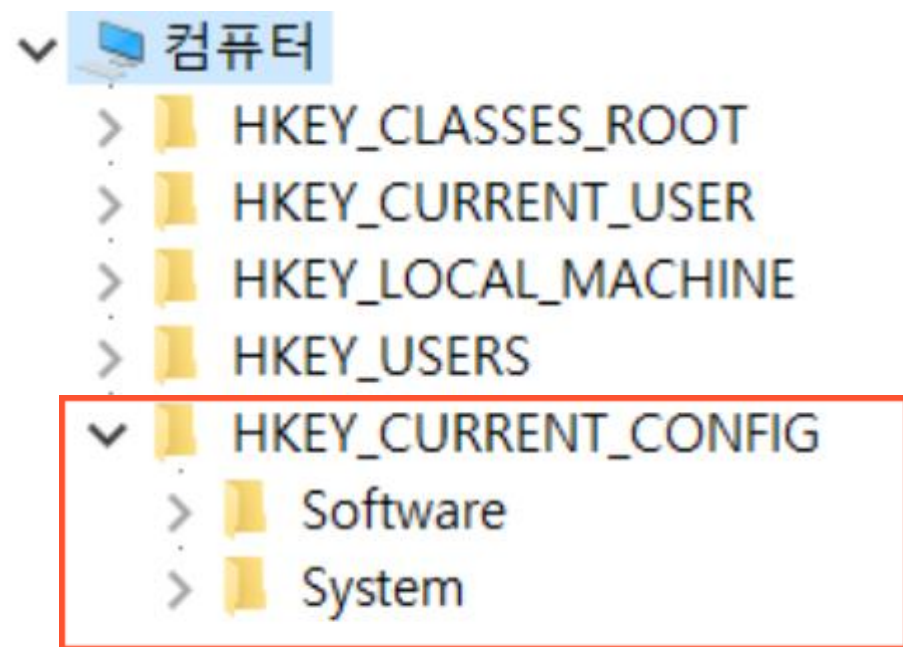 컴퓨터
HKEY_CLASSES_ROOT
HKEY_CURRENT_USER
HKEY_LOCAL_MACHINE
HKEY_USERS
HKEY_CURRENT_CONFIG
Software
System